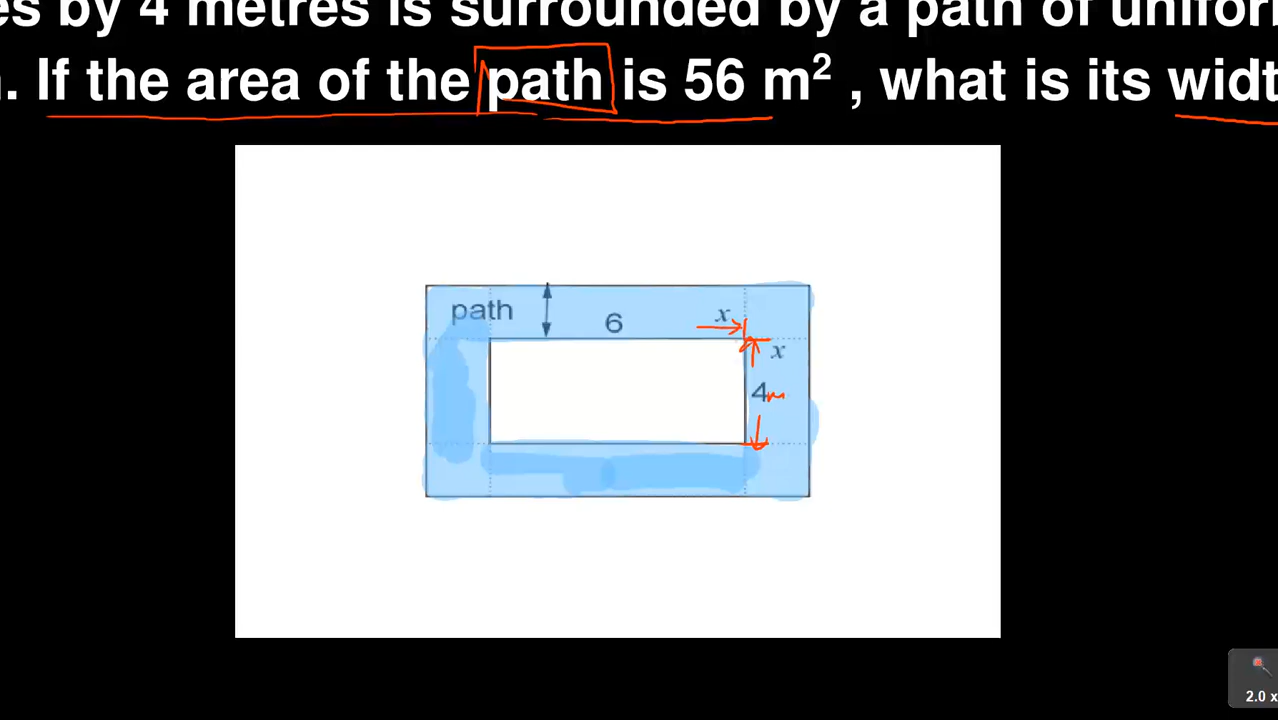 es by 4 metres is surrounded by a path of unifor
. If the area of the path is 56 m² , what is its widt
path
6
x
x
4m
2.0 x